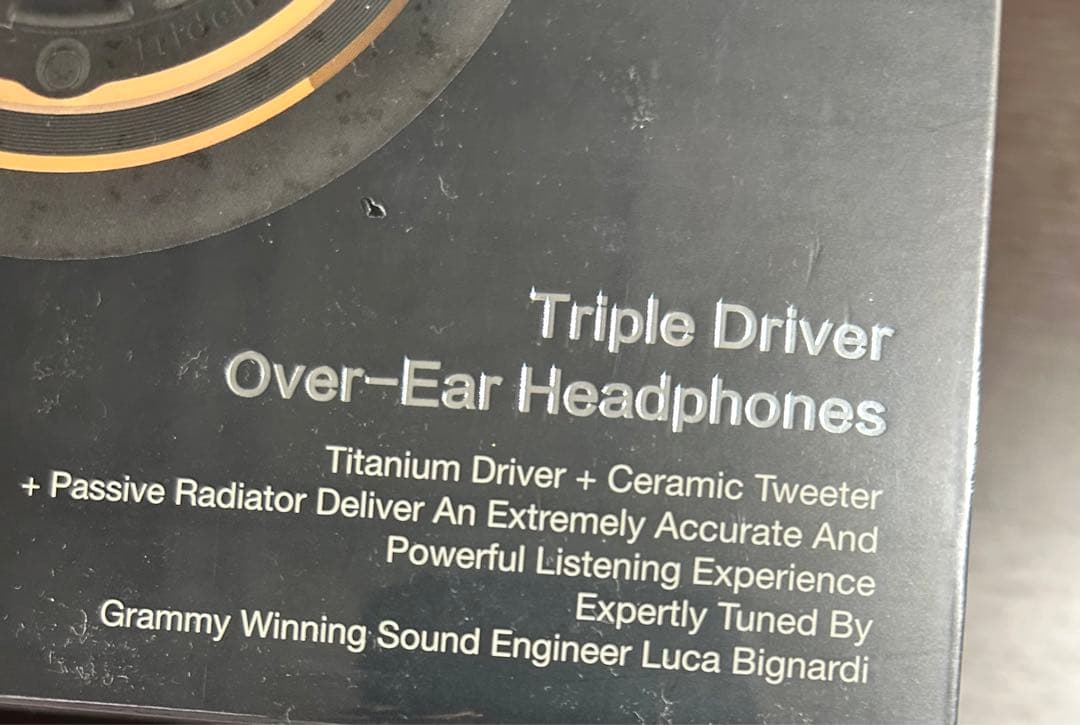 Triple Driver
Over-Ear Headphones
Titanium Driver + Ceramic Tweeter
+ Passive Radiator Deliver An Extremely Accurate And
Powerful Listening Experience
Expertly Tuned By
Grammy Winning Sound Engineer Luca Bignardi